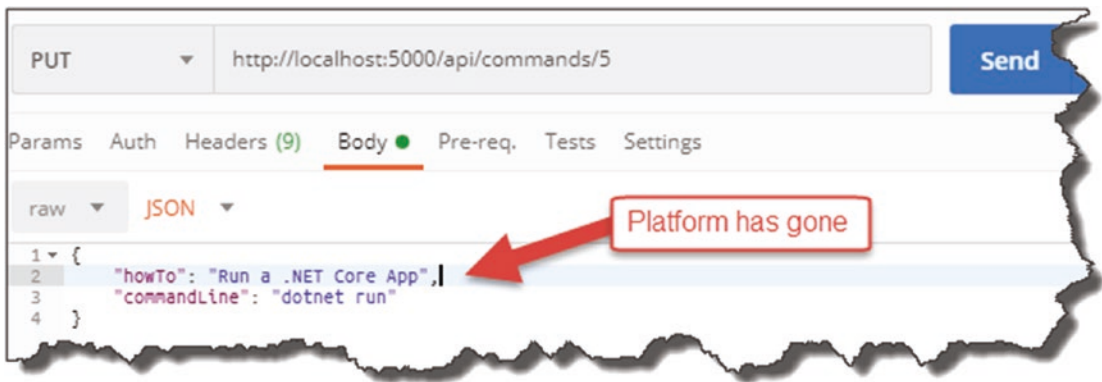 PUT http://localhost:5000/api/commands/5 Send
Params Auth Headers (9) Body Pre-req. Tests Settings
raw JSON
Platform has gone
1 {
2 "howTo": "Run a .NET Core App",
3 "commandLine": "dotnet run"
4 }